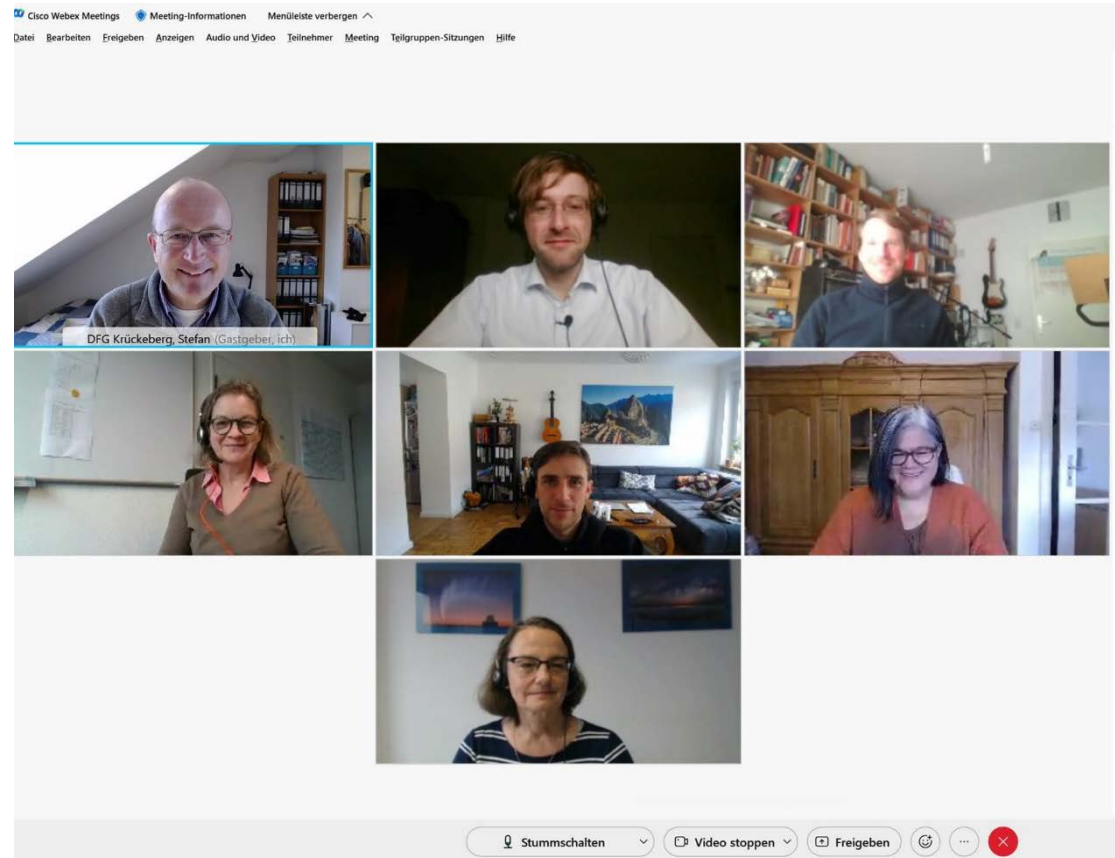 Cisco Webex Meetings Meeting-Informationen Menüleiste verbergen
Datei Bearbeiten Freigeben Anzeigen Audio und Video Teilnehmer Meeting Teilgruppen-Sitzungen Hilfe
DFG Krückeberg, Stefan (Gastgeber, ich)
Stummschalten Video stoppen Freigeben